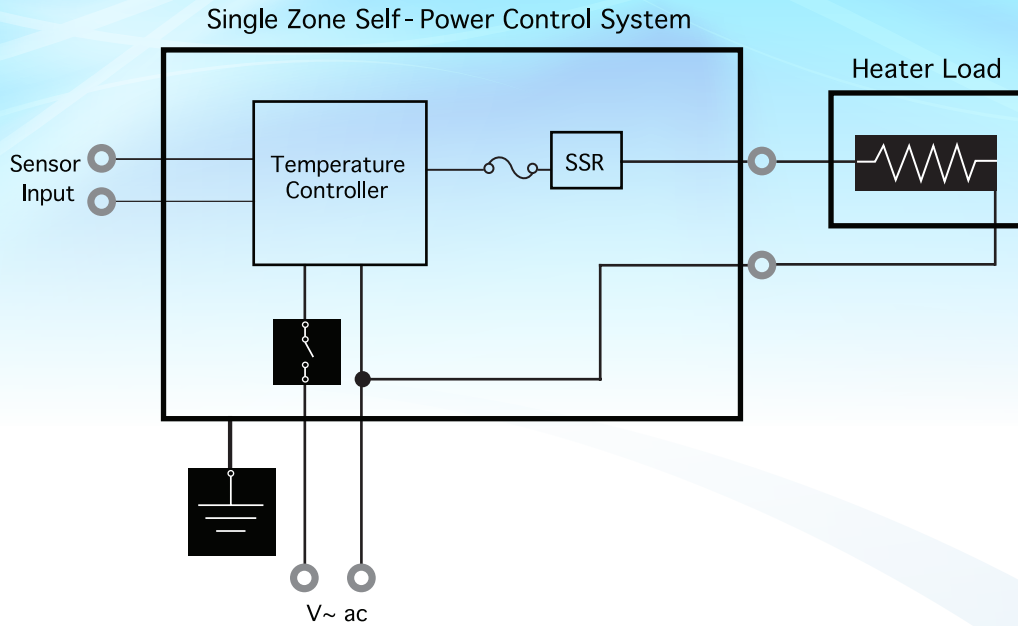 Single Zone Self-Power Control System
Heater Load
Sensor
Input
Temperature
Controller
SSR
V~ ac